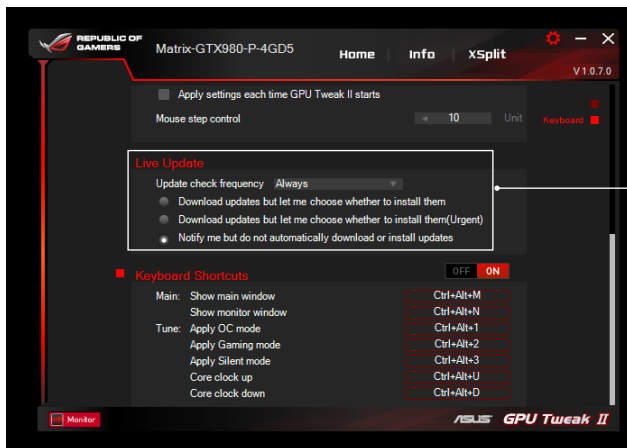 REPUBLIC OF
GAMERS
Matrix-GTX980-P-4GD5
Home
Info
XSplit
V 1.0.7.0
Apply settings each time GPU Tweak II starts
Mouse step control
10
Unit
Keyboard
Live Update
Update check frequency Always
Download updates but let me choose whether to install them
Download updates but let me choose whether to install them(Urgent)
Notify me but do not automatically download or install updates
Keyboard Shortcuts
OFF ON
Main: Show main window Ctrl+Alt+M
Show monitor window Ctrl+Alt+N
Tune: Apply OC mode Ctrl+Alt+1
Apply Gaming mode Ctrl+Alt+2
Apply Silent mode Ctrl+Alt+3
Core clock up Ctrl+Alt+U
Core clock down Ctrl+Alt+D
Monitor
ASUS GPU Tweak II